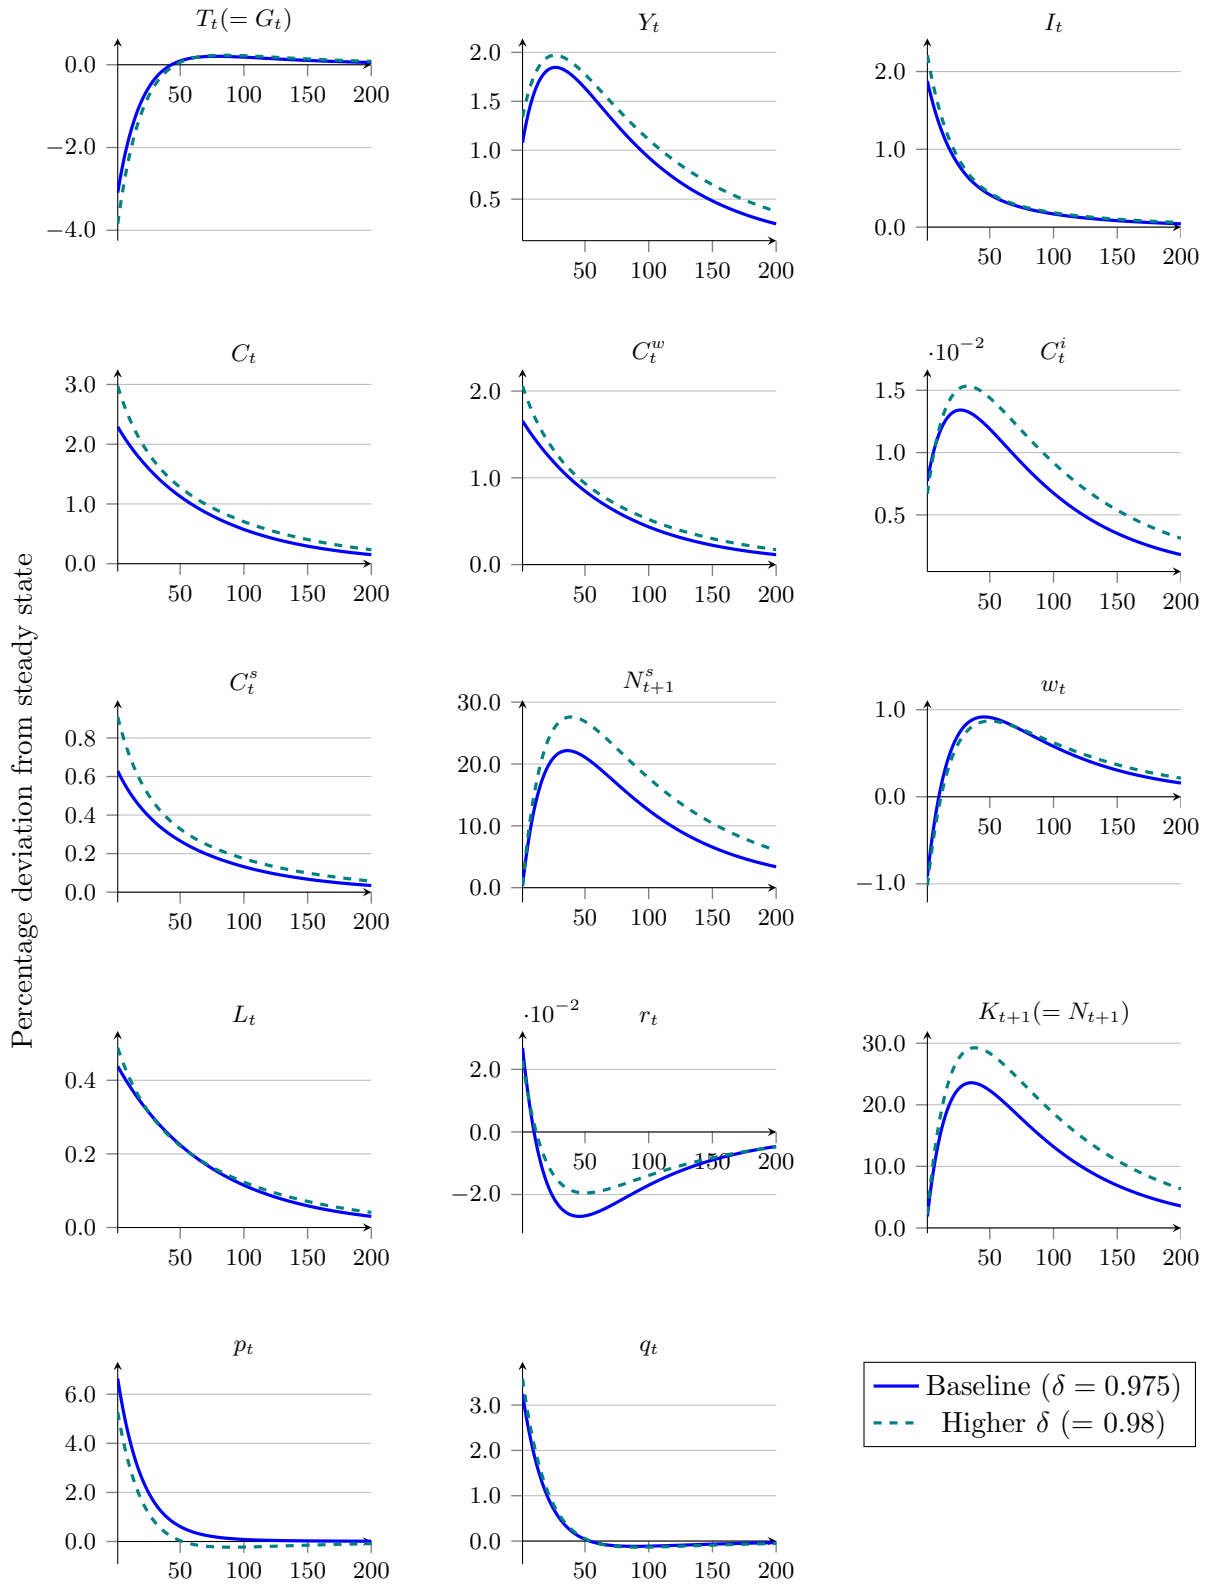 Percentage deviation from steady state
T_t(= G_t)
0.0
−2.0
−4.0
50 100 150 200
Y_t
2.0
1.5
1.0
0.5
50 100 150 200
I_t
2.0
1.0
0.0
50 100 150 200
C_t
3.0
2.0
1.0
0.0
50 100 150 200
C_t^w
2.0
1.0
0.0
50 100 150 200
·10^−2
C_t^i
1.5
1.0
0.5
50 100 150 200
C_t^s
0.8
0.6
0.4
0.2
0.0
50 100 150 200
N_{t+1}^s
30.0
20.0
10.0
0.0
50 100 150 200
w_t
1.0
0.0
−1.0
50 100 150 200
L_t
0.4
0.2
0.0
50 100 150 200
·10^−2
r_t
2.0
0.0
−2.0
50 100 150 200
K_{t+1}(= N_{t+1})
30.0
20.0
10.0
0.0
50 100 150 200
p_t
6.0
4.0
2.0
0.0
50 100 150 200
q_t
3.0
2.0
1.0
0.0
50 100 150 200
Baseline (δ = 0.975)
Higher δ (= 0.98)